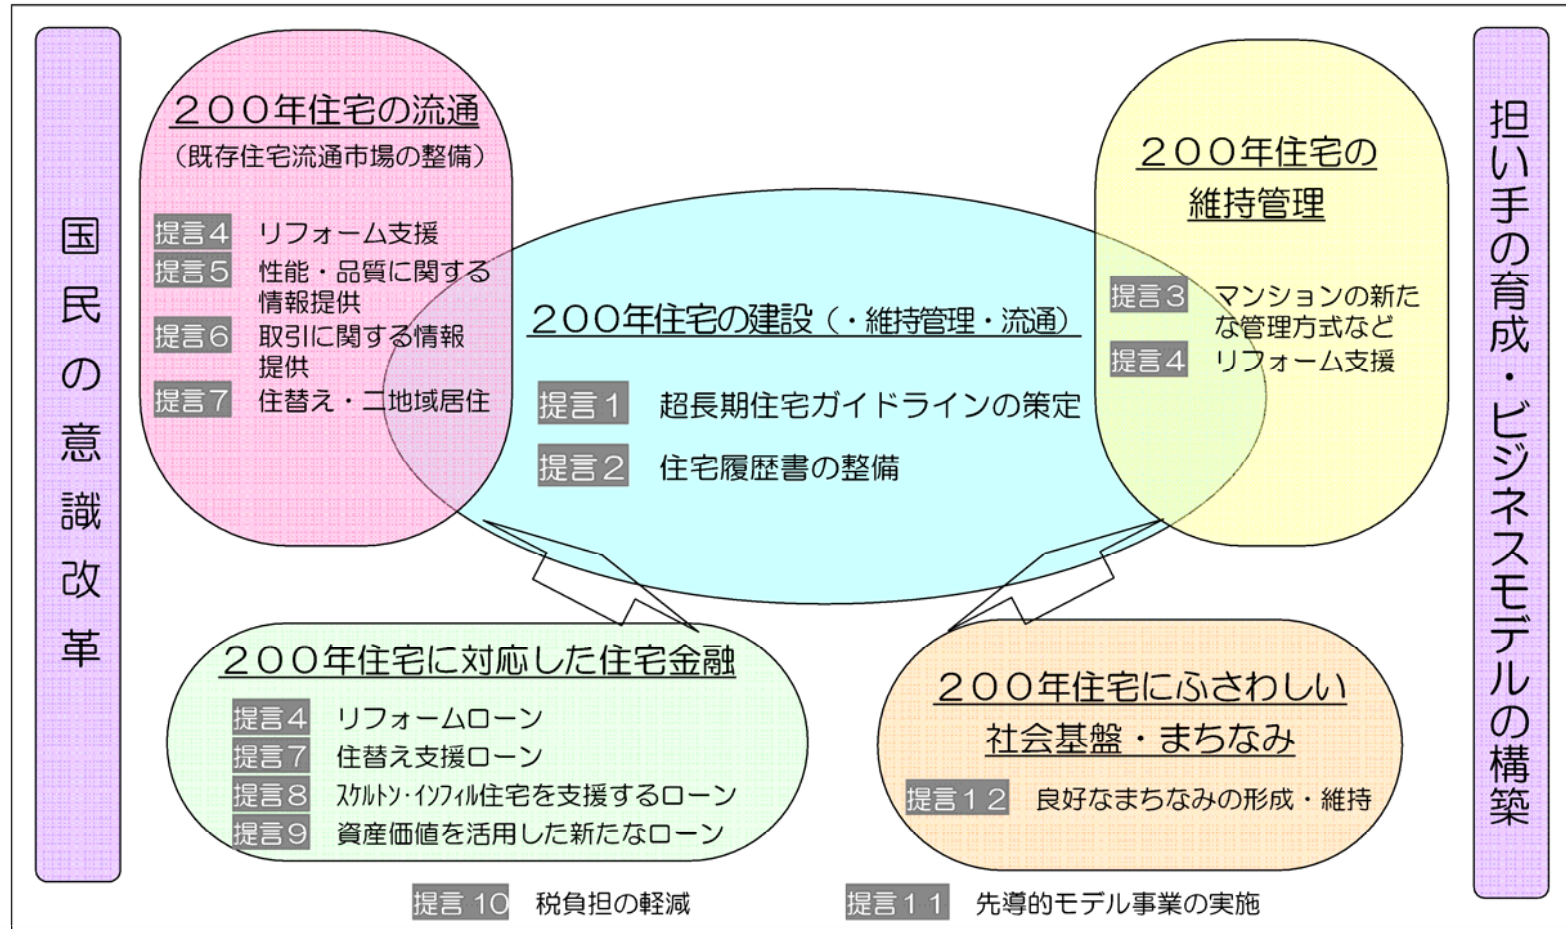 国民の意識改革
２００年住宅の流通
（既存住宅流通市場の整備）
提言４ リフォーム支援
提言５ 性能・品質に関する
情報提供
提言６ 取引に関する情報
提供
提言７ 住替え・二地域居住
２００年住宅の建設（・維持管理・流通）
提言１ 超長期住宅ガイドラインの策定
提言２ 住宅履歴書の整備
２００年住宅の
維持管理
提言３ マンションの新た
な管理方式など
提言４ リフォーム支援
２００年住宅に対応した住宅金融
提言４ リフォームローン
提言７ 住替え支援ローン
提言８ ｽｹﾙﾄﾝ･ｲﾝﾌｨﾙ住宅を支援するローン
提言９ 資産価値を活用した新たなローン
２００年住宅にふさわしい
社会基盤・まちなみ
提言１２ 良好なまちなみの形成・維持
提言10 税負担の軽減
提言１１ 先導的モデル事業の実施
担い手の育成・ビジネスモデルの構築